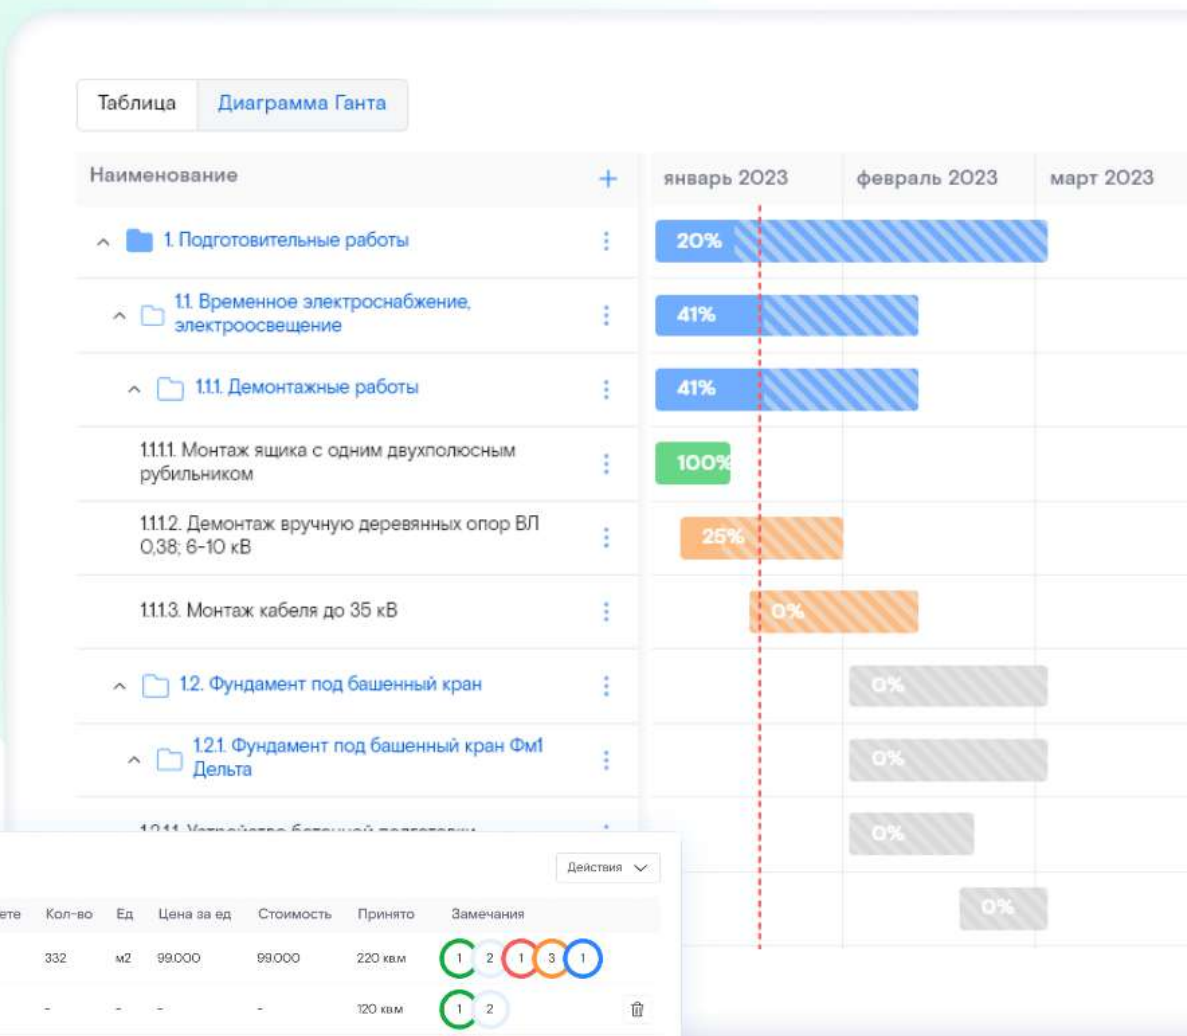 Таблица
Диаграмма Ганта
Наименование
январь 2023
февраль 2023
март 2023
1. Подготовительные работы
20%
1.1. Временное электроснабжение,
электроосвещение
41%
1.1.1. Демонтажные работы
41%
1.1.1.1. Монтаж ящика с одним двухполюсным
рубильником
100%
1.1.1.2. Демонтаж вручную деревянных опор ВЛ
0,38; 6-10 кВ
25%
1.1.1.3. Монтаж кабеля до 35 кВ
0%
1.2. Фундамент под башенный кран
0%
1.2.1. Фундамент под башенный кран Фм1
Дельта
0%
0%
0%
Действия
Кол-во Ед Цена за ед Стоимость Принято Замечания
332 м2 99.000 99.000 220 кв.м 1 2 1 3 1
- - - - 120 кв.м 1 2